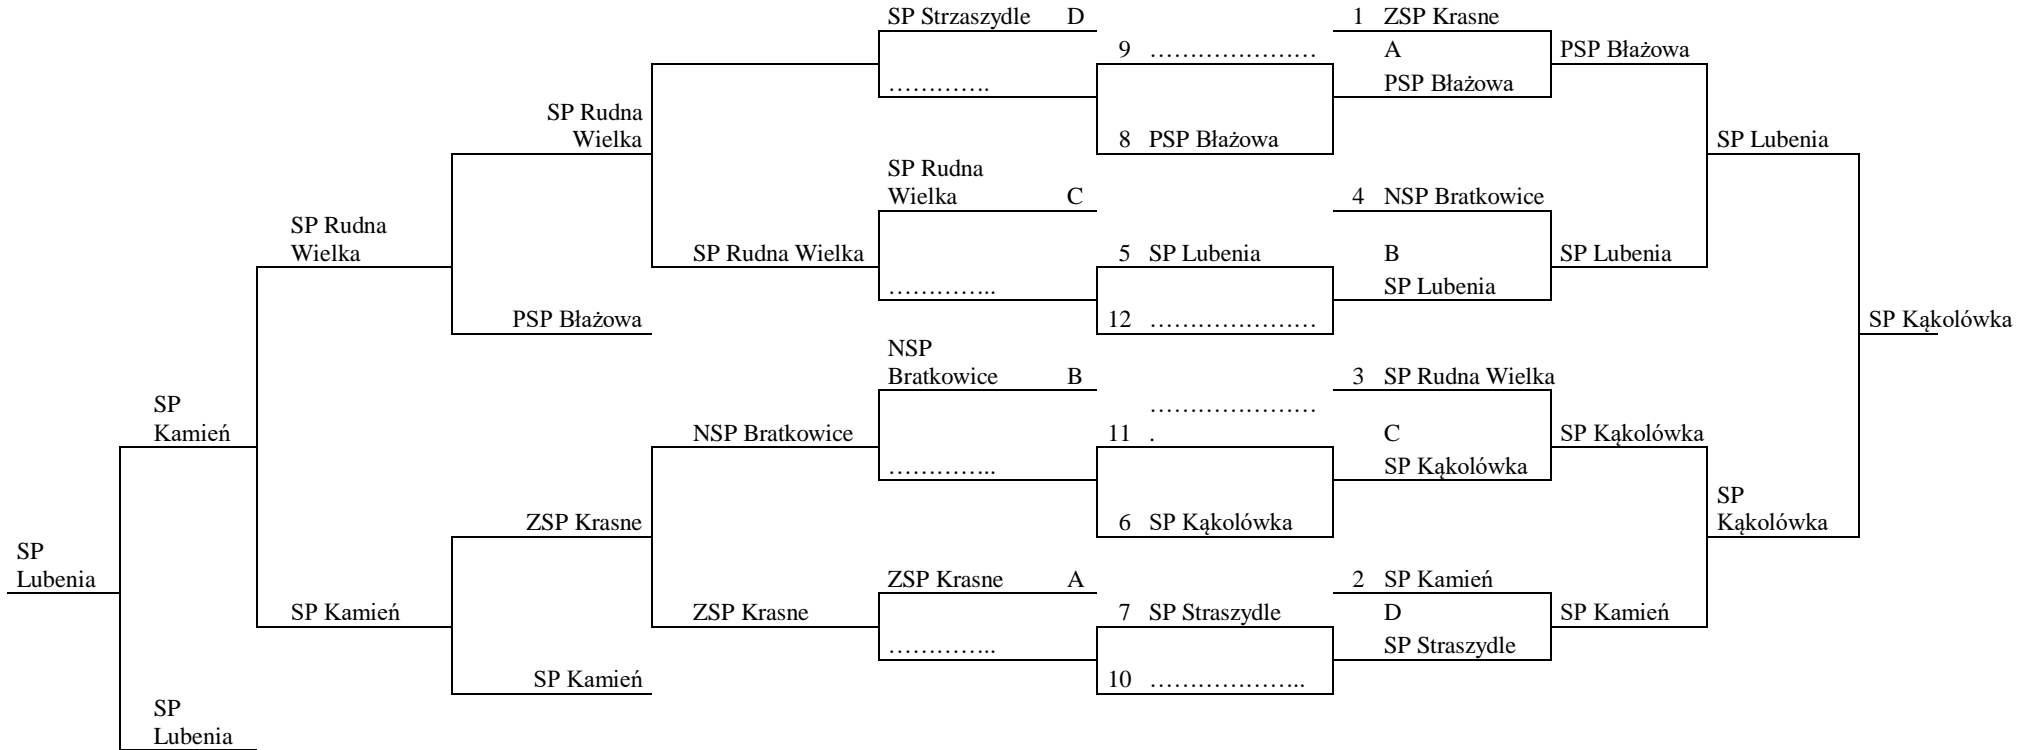 SP Strzaszydle D 1 ZSP Krasne
9 ………………… A PSP Błażowa
…………. PSP Błażowa
SP Rudna
Wielka 8 PSP Błażowa SP Lubenia
SP Rudna
Wielka C 4 NSP Bratkowice
SP Rudna
Wielka SP Rudna Wielka 5 SP Lubenia B SP Lubenia
………….. SP Lubenia
PSP Błażowa 12 ………………… SP Kąkolówka
NSP
Bratkowice B 3 SP Rudna Wielka
SP
Kamień NSP Bratkowice 11 …………………
. C SP Kąkolówka
………….. SP Kąkolówka
ZSP Krasne 6 SP Kąkolówka SP
Kąkolówka
SP
Lubenia ZSP Krasne A 2 SP Kamień
SP Kamień ZSP Krasne 7 SP Straszydle D SP Kamień
………….. SP Straszydle
SP Kamień 10 ………………..
SP
Lubenia